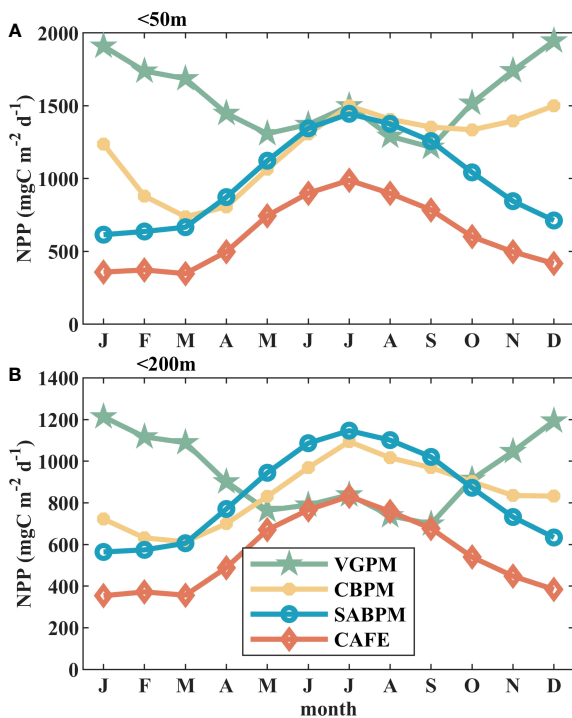 A <50m
2000
1500
1000
500
0
NPP (mgC m-2 d-1)
J F M A M J J A S O N D
B <200m
1400
1200
1000
800
600
400
200
0
NPP (mgC m-2 d-1)
VGPM
CBPM
SABPM
CAFE
J F M A M J J A S O N D
month